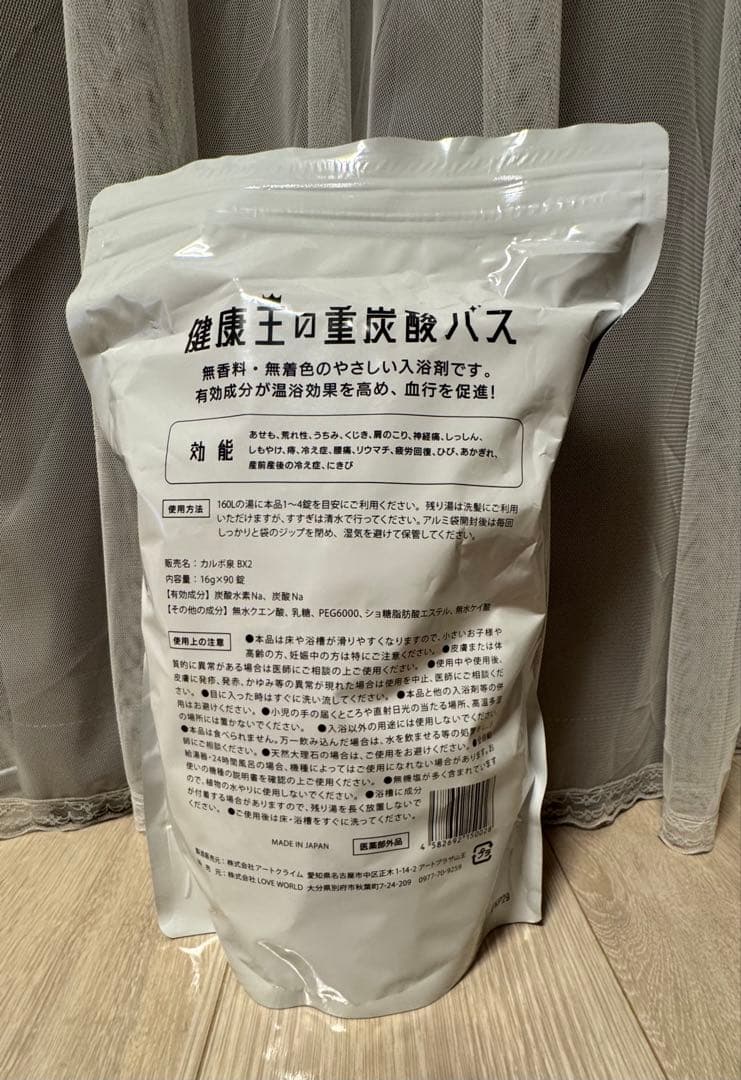 健康王の重炭酸バス
無香料・無着色のやさしい入浴剤です。
有効成分が温浴効果を高め、血行を促進!
効能
あせも、荒れ性、うちみ、くじき、肩のこり、神経痛、しっしん、
しもやけ、痔、冷え症、腰痛、リウマチ、疲労回復、ひび、あかぎれ、
産前産後の冷え症、にきび
使用方法
160Lの湯に本品1〜4錠を目安にご利用ください。残り湯は洗髪にご利用
いただけますが、すすぎは清水で行ってください。アルミ袋開封後は毎回
しっかりと袋のジップを閉め、湿気を避けて保管してください。
販売名：カルボ泉 BX2
内容量：16g×90 錠
【有効成分】炭酸水素Na、炭酸Na
【その他の成分】無水クエン酸、乳糖、PEG6000、ショ糖脂肪酸エステル、無水ケイ酸
使用上の注意 ●本品は床や浴槽が滑りやすくなりますので、小さいお子様や
高齢の方、妊娠中の方は特にご注意ください。●皮膚または体
質的に異常がある場合は医師にご相談の上ご使用ください。●使用中や使用後、
皮膚に発疹、発赤、かゆみ等の異常が現れた場合は使用を中止、医師にご相談くだ
さい。●目に入った時はすぐに洗い流してください。●本品と他の入浴剤等の併
用はお避けください。●小児の手の届くところや直射日光の当たる場所、高温多湿
の場所には置かないでください。●入浴以外の用途には使用しないでください。
●本品は食べられません。万一飲み込んだ場合は、水を飲ませる等の処置
師にご相談ください。●天然大理石の場合は、ご使用をお避けください。
給湯器・24時間風呂の場合、機種によってはご使用になれない場合があります。お
使いの機種の説明書を確認の上ご使用ください。●無機塩が多く含まれています
ので、植物の水やりに使用しないでください。●浴槽に成分
が付着する場合がありますので、残り湯を長く放置しないで
ください。●ご使用後は床・浴槽をすぐに洗ってください。
MADE IN JAPAN
医薬部外品
4 582692 150028
プラ
製造販売元：株式会社アートクライム 愛知県名古屋市中区正木1-14-2 アートプラザ山王
発売元：株式会社 LOVE WORLD 大分県別府市秋葉町7-24-209 0977-70-9259